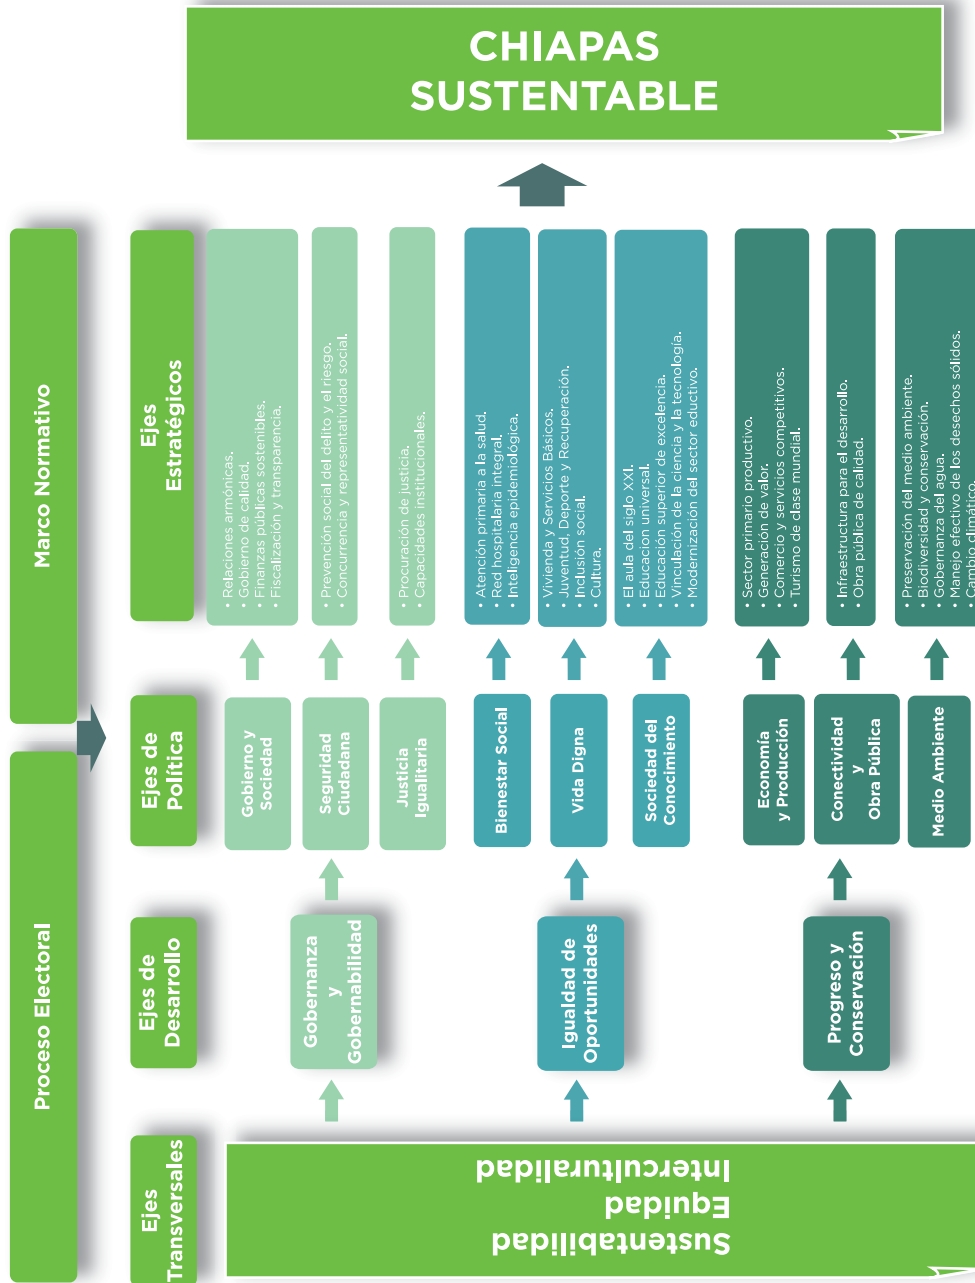 Proceso Electoral
Marco Normativo
Ejes
Transversales
Ejes de
Desarrollo
Ejes de
Política
Ejes
Estratégicos
Sustentabilidad
Equidad
Interculturalidad
Gobernanza
y
Gobernabilidad
Gobierno y
Sociedad
• Relaciones armónicas.
• Gobierno de calidad.
• Finanzas públicas sostenibles.
• Fiscalización y transparencia.
Seguridad
Ciudadana
• Prevención social del delito y el riesgo.
• Concurrencia y representatividad social.
Justicia
Igualitaria
• Procuración de justicia.
• Capacidades institucionales.
Igualdad de
Oportunidades
Bienestar Social
• Atención primaria a la salud.
• Red hospitalaria integral.
• Inteligencia epidemiológica.
Vida Digna
• Vivienda y Servicios Básicos.
• Juventud, Deporte y Recuperación.
• Inclusión social.
• Cultura.
Sociedad del
Conocimiento
• El aula del siglo XXI.
• Educacion universal.
• Educación superior de excelencia.
• Vinculación de la ciencia y la tecnología.
• Modernización del sector eductivo.
Progreso y
Conservación
Economía
y Producción
• Sector primario productivo.
• Generación de valor.
• Comercio y servicios competitivos.
• Turismo de clase mundial.
Conectividad
y
Obra Pública
• Infraestructura para el desarrollo.
• Obra pública de calidad.
Medio Ambiente
• Preservación del medio ambiente.
• Biodiversidad y conservación.
• Gobernanza del agua.
• Manejo efectivo de los desechos sólidos.
• Cambio climático.
CHIAPAS
SUSTENTABLE